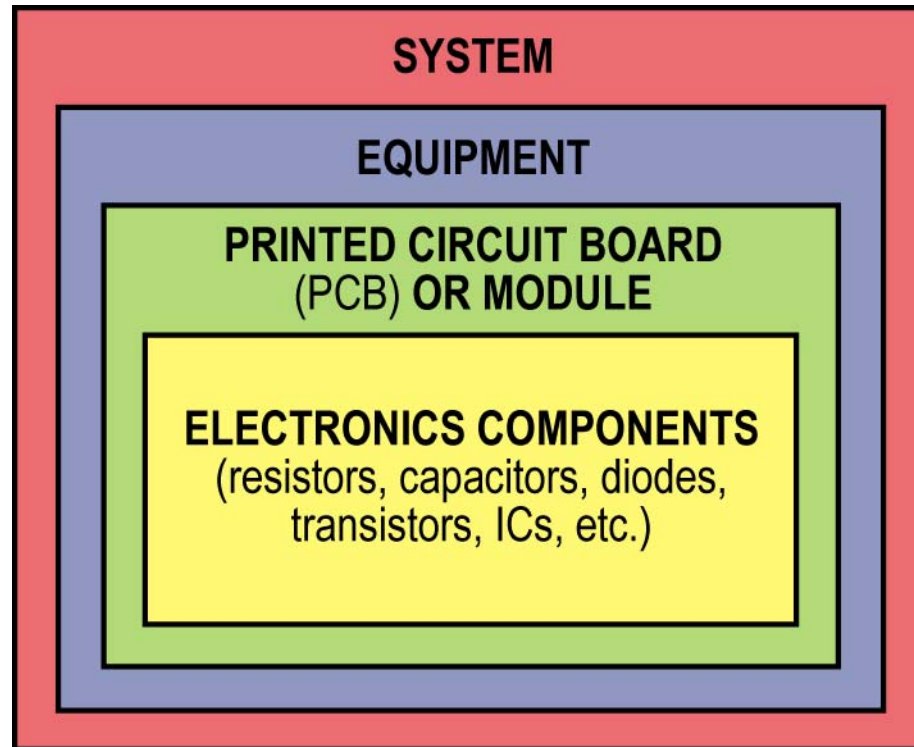 SYSTEM
EQUIPMENT
PRINTED CIRCUIT BOARD
(PCB) OR MODULE
ELECTRONICS COMPONENTS
(resistors, capacitors, diodes,
transistors, ICs, etc.)